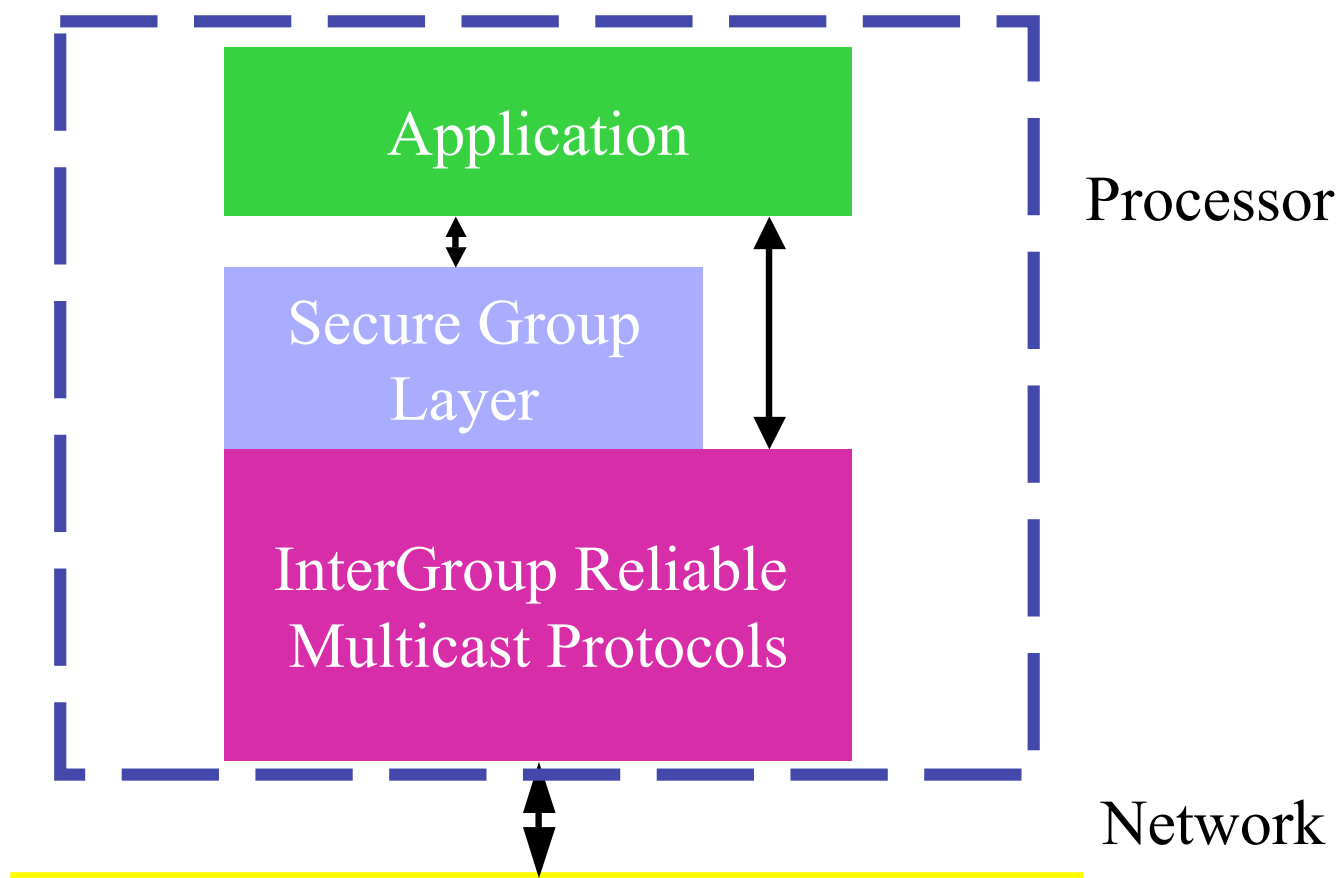 Application
Processor
Secure Group
Layer
InterGroup Reliable
Multicast Protocols
Network